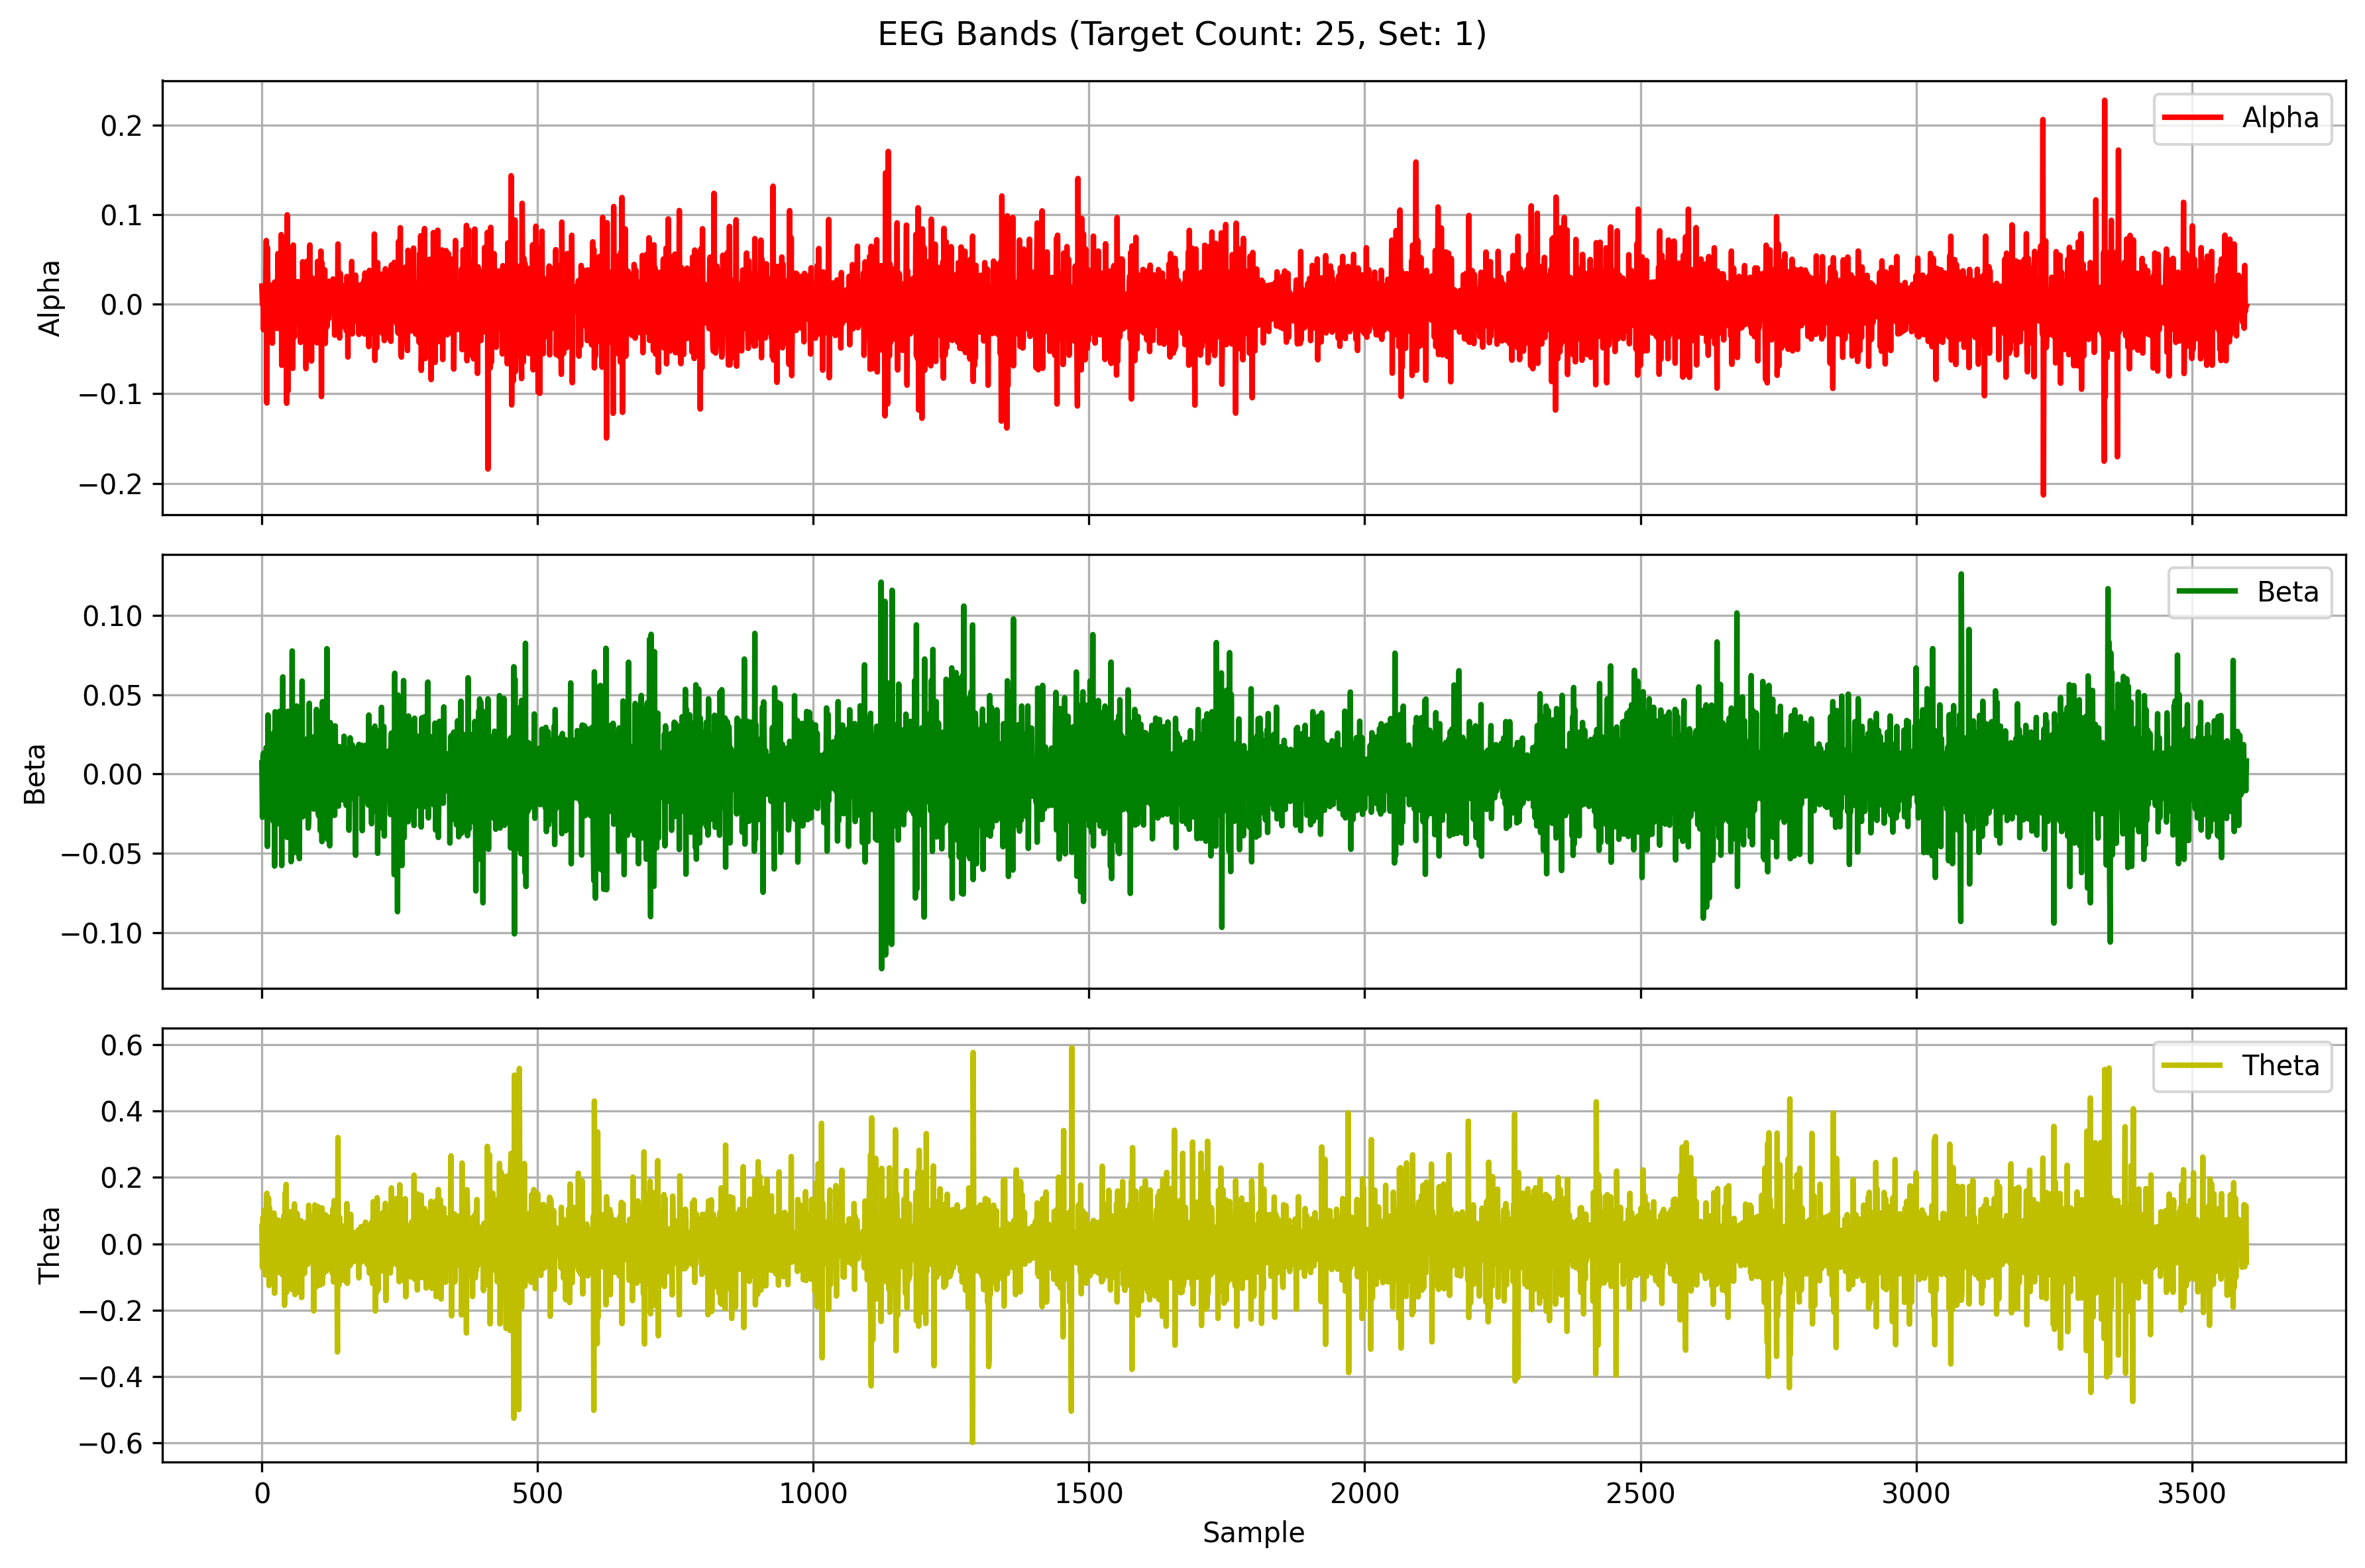 EEG Bands (Target Count: 25, Set: 1)
Alpha
0.2
0.1
0.0
−0.1
−0.2
Alpha
Beta
0.10
0.05
0.00
−0.05
−0.10
Beta
Theta
0.6
0.4
0.2
0.0
−0.2
−0.4
−0.6
Theta
0 500 1000 1500 2000 2500 3000 3500
Sample